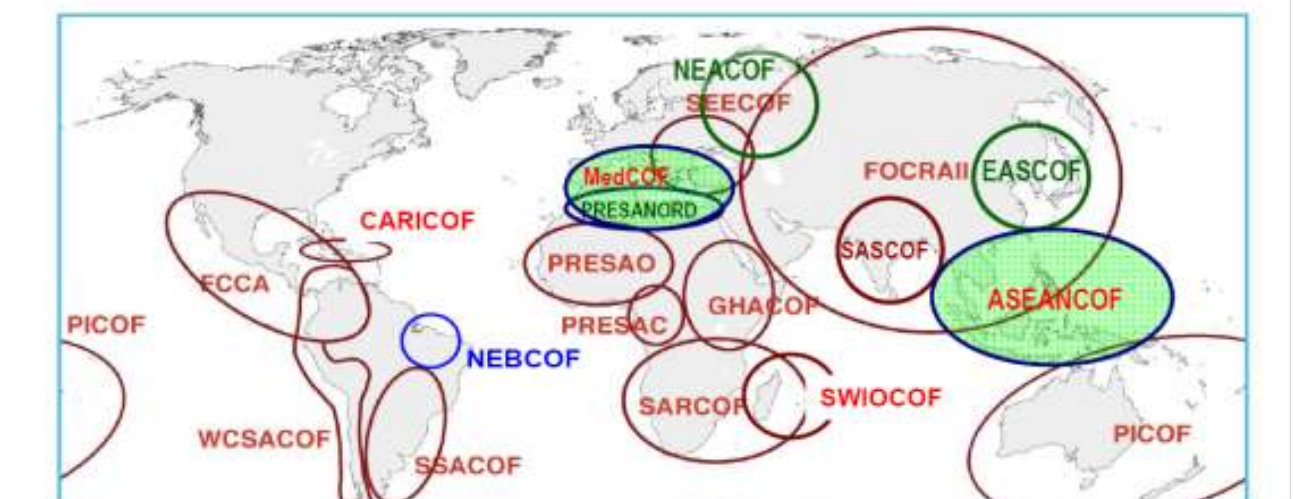 NEACOF
SEECOF
FOCRAII
EASCOF
MedCOF
PRESANORD
CARICOF
SASCOF
PRESAO
FCCA
GHACOF
ASEANCOF
PICOF
PRESAC
NEBCOF
SARCOF
SWIOCOF
WCSACOF
PICOF
SSACOF